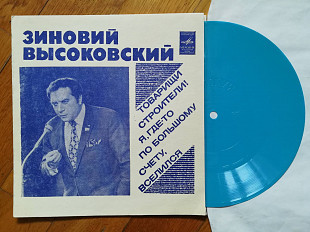 ЗИНОВИЙ
ВЫСОКОВСКИЙ
ТОВАРИЩИ
СТРОИТЕЛИ!
Я, ГДЕ-ТО
ПО БОЛЬШОМУ
СЧЕТУ,
ВСЕЛИЛСЯ